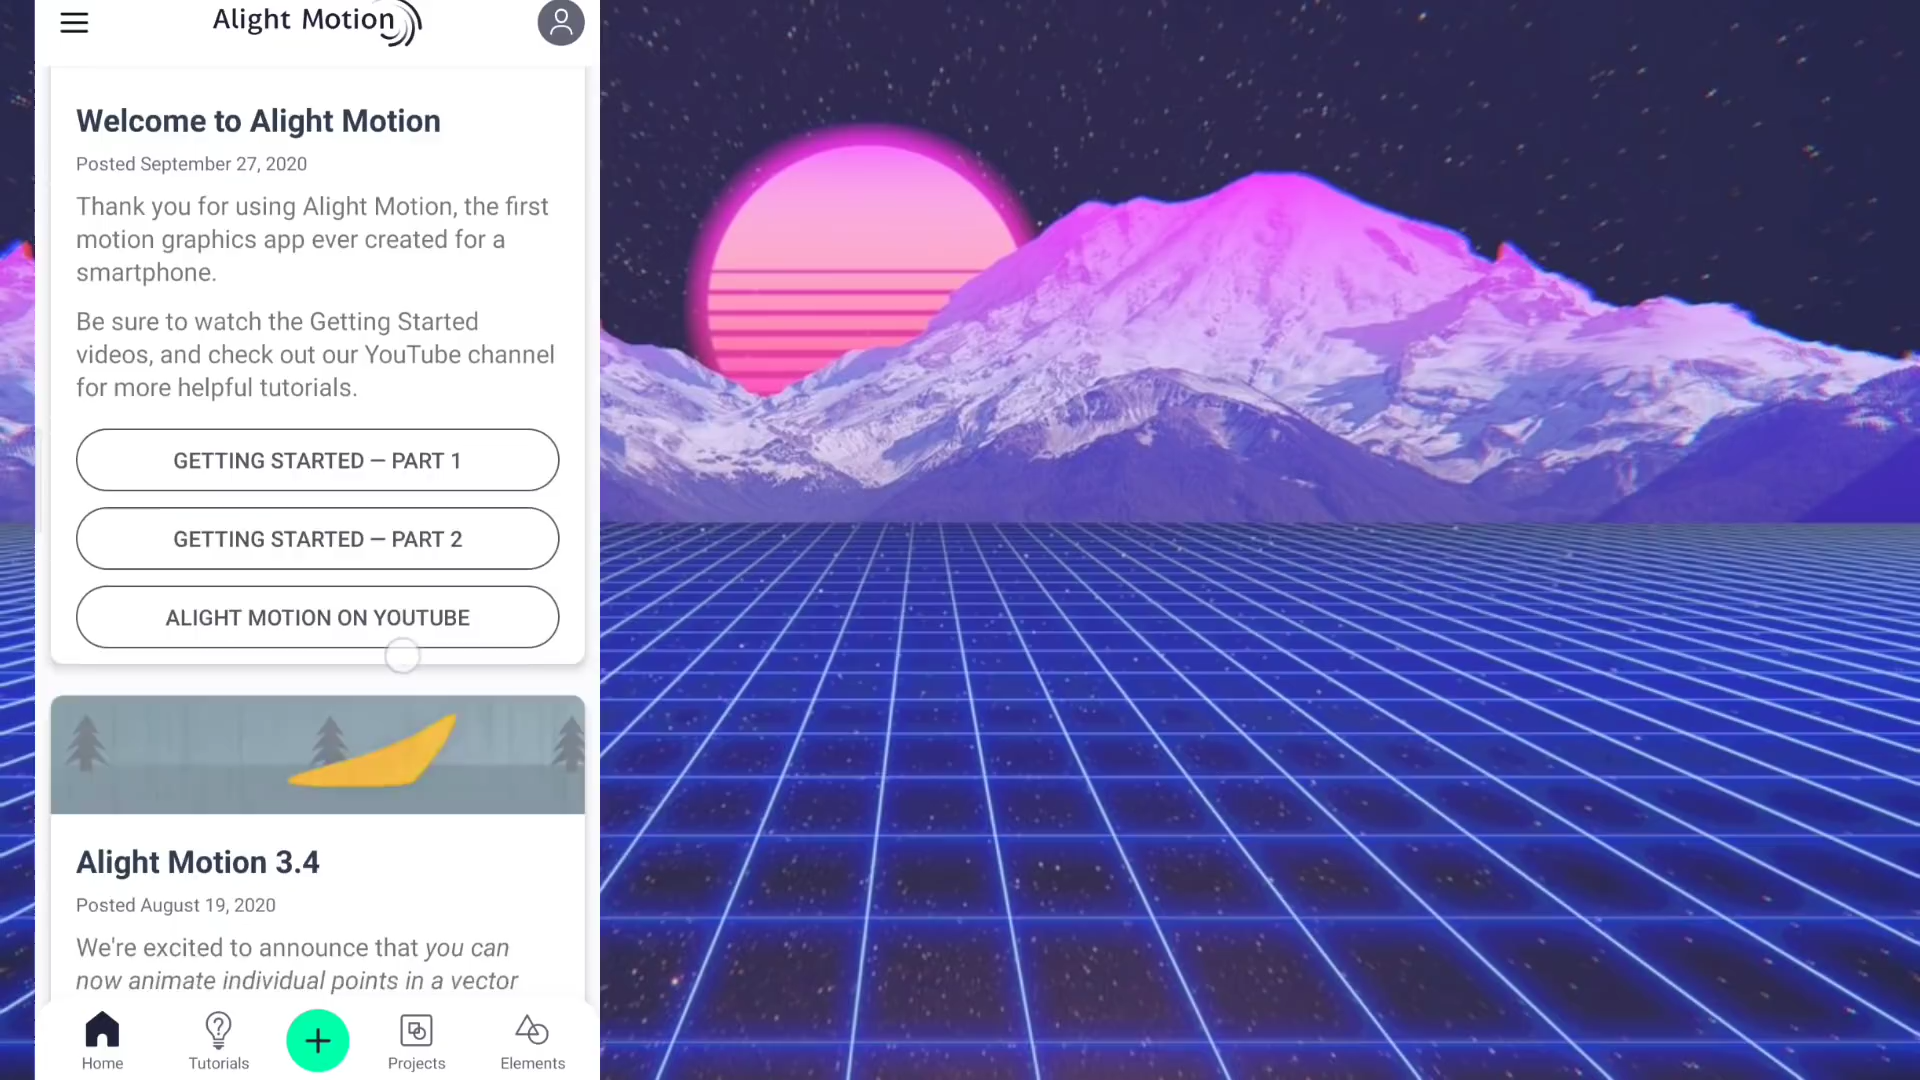 Alight Motion
Welcome to Alight Motion
Posted September 27, 2020
Thank you for using Alight Motion, the first
motion graphics app ever created for a
smartphone.
Be sure to watch the Getting Started
videos, and check out our YouTube channel
for more helpful tutorials.
GETTING STARTED — PART 1
GETTING STARTED — PART 2
ALIGHT MOTION ON YOUTUBE
Alight Motion 3.4
Posted August 19, 2020
We're excited to announce that you can
now animate individual points in a vector
Home
Tutorials
Projects
Elements